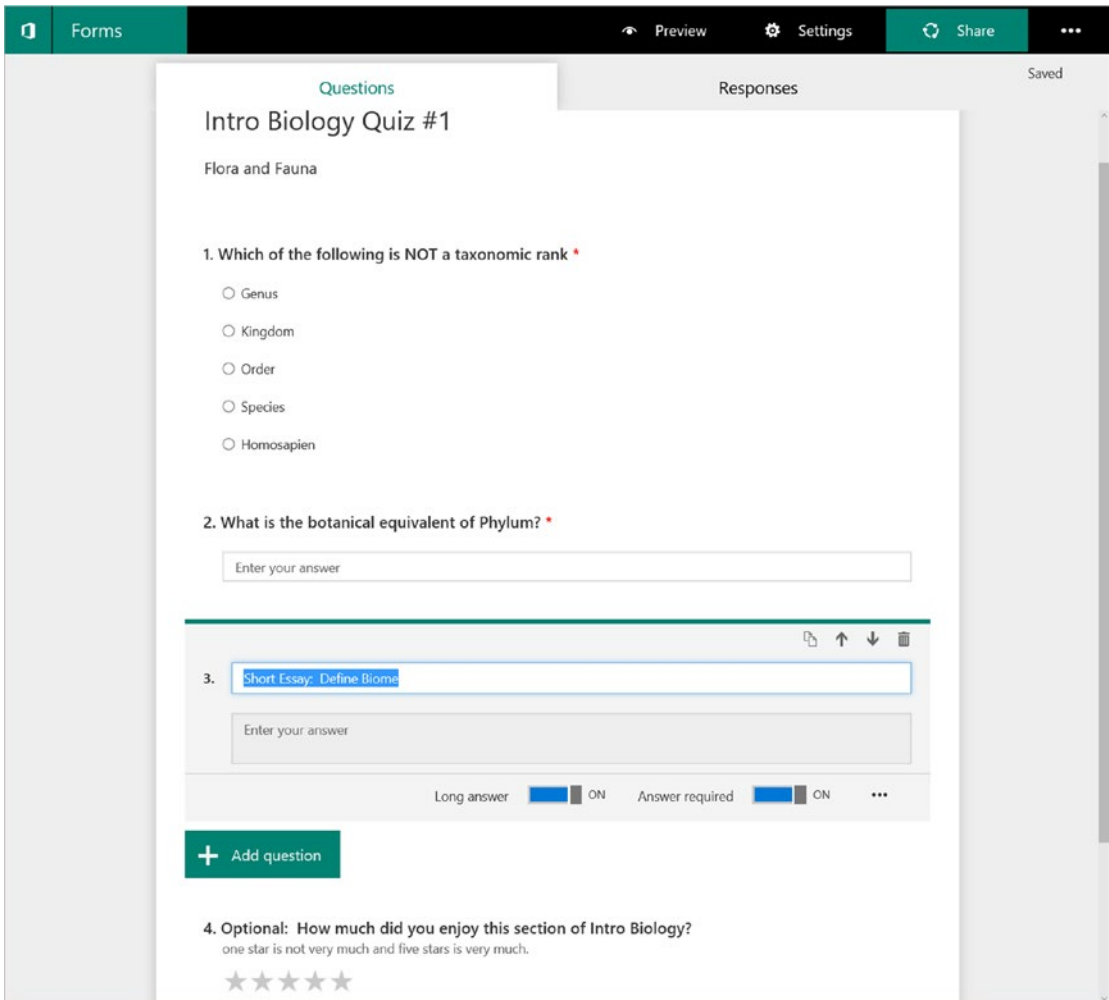 Forms
Preview
Settings
Share
•••
Questions
Responses
Saved
Intro Biology Quiz #1
Flora and Fauna
1. Which of the following is NOT a taxonomic rank *
Genus
Kingdom
Order
Species
Homosapien
2. What is the botanical equivalent of Phylum? *
Enter your answer
3. Short Essay:  Define Biome
Enter your answer
Long answer ON Answer required ON •••
Add question
4. Optional:  How much did you enjoy this section of Intro Biology?
one star is not very much and five stars is very much.